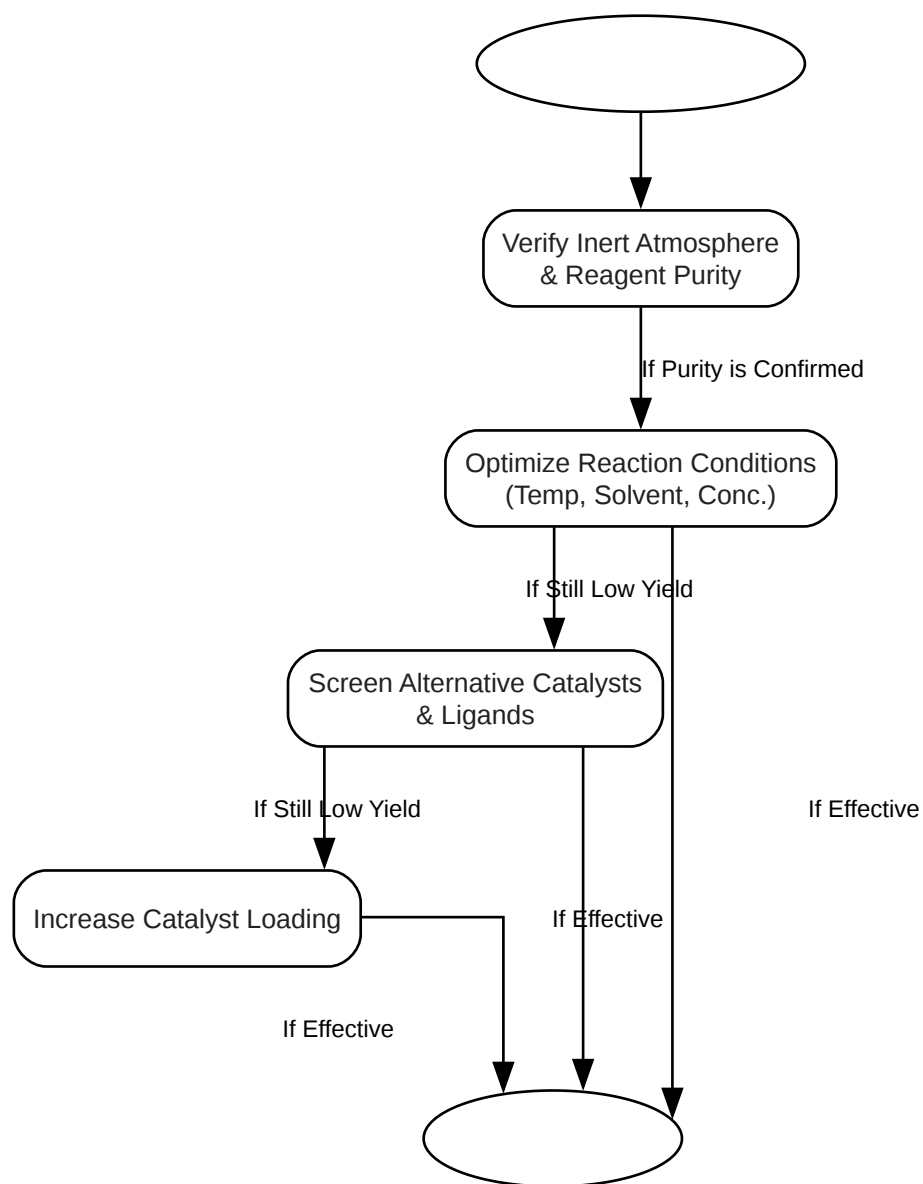 Verify Inert Atmosphere
& Reagent Purity
If Purity is Confirmed
Optimize Reaction Conditions
(Temp, Solvent, Conc.)
If Still Low Yield
Screen Alternative Catalysts
& Ligands
If Still Low Yield
If Effective
Increase Catalyst Loading
If Effective
If Effective